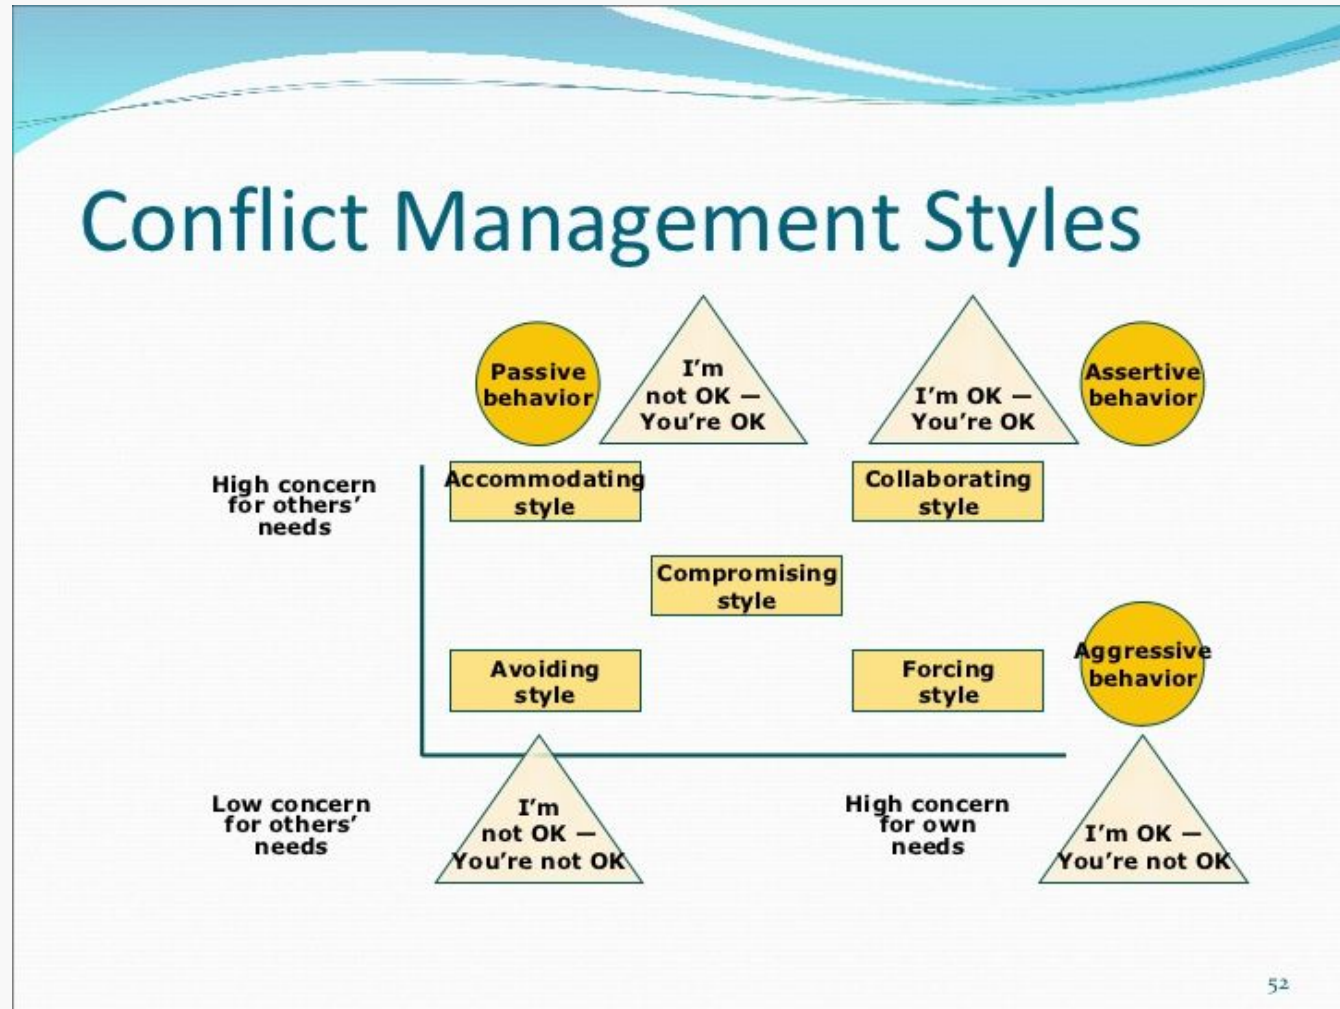 Conflict Management Styles
Passive
behavior
I’m
not OK —
You’re OK
I’m OK —
You’re OK
Assertive
behavior
High concern
for others’
needs
Accommodating
style
Collaborating
style
Compromising
style
Avoiding
style
Forcing
style
Aggressive
behavior
Low concern
for others’
needs
I’m
not OK —
You’re not OK
High concern
for own
needs
I’m OK —
You’re not OK
52